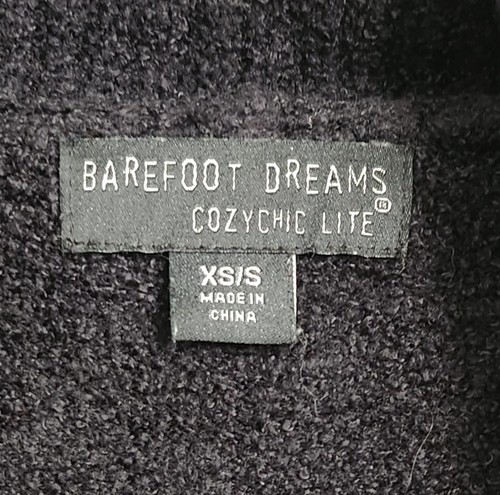 BAREFOOT DREAMS
COZYCHIC LITE®
XS/S
MADE IN
CHINA